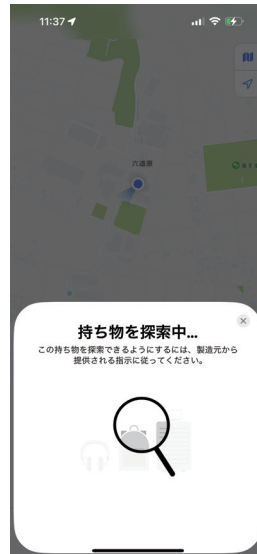 11:37
六道原
持ち物を探索中...
この持ち物を探索できるようにするには、製造元から
提供される指示に従ってください。